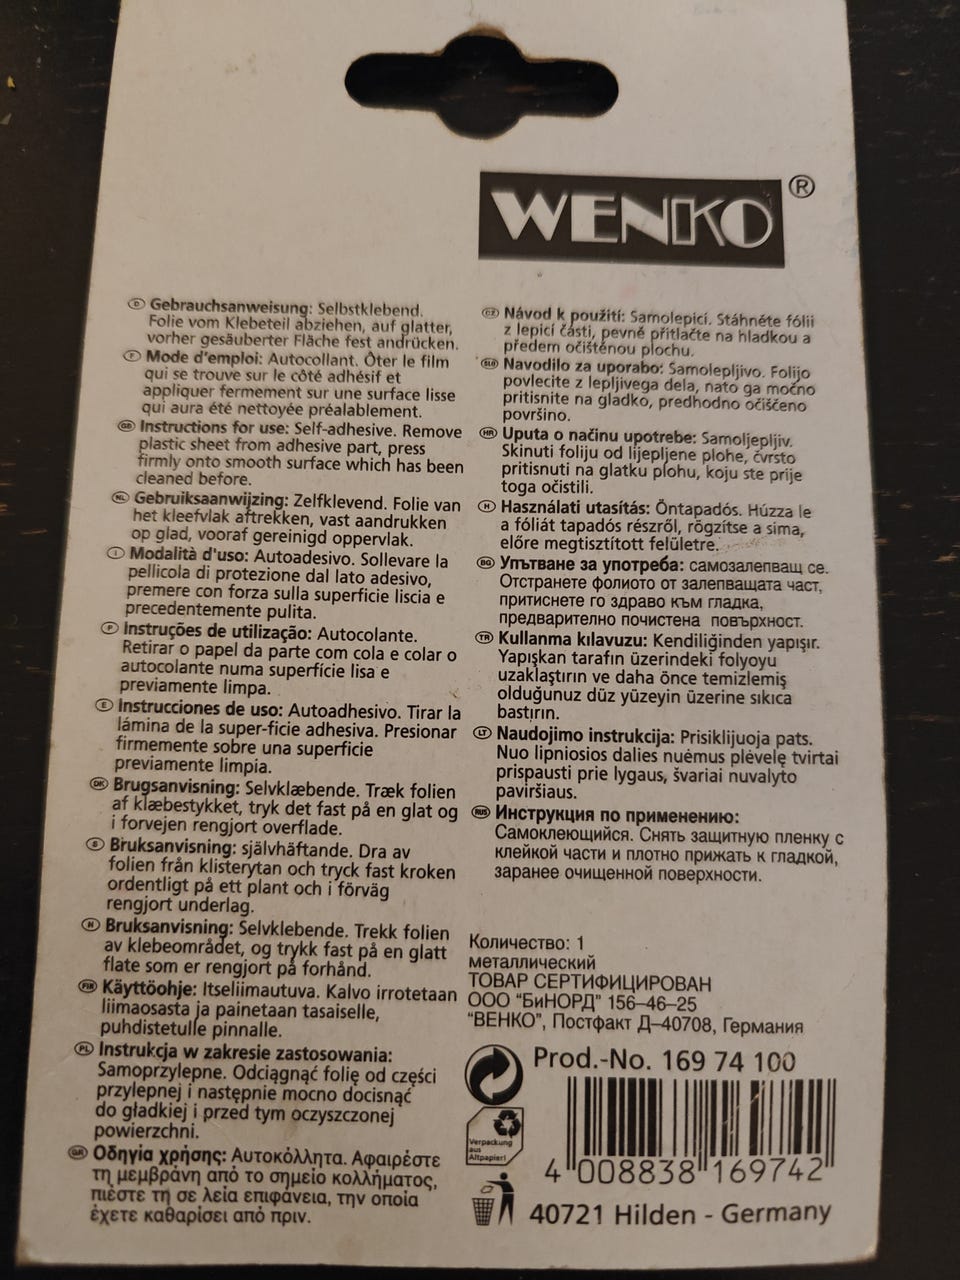 WENKO®
D Gebrauchsanweisung: Selbstklebend.
Folie vom Klebeteil abziehen, auf glatter,
vorher gesäuberter Fläche fest andrücken.
F Mode d'emploi: Autocollant. Ôter le film
qui se trouve sur le côté adhésif et
appliquer fermement sur une surface lisse
qui aura été nettoyée préalablement.
GB Instructions for use: Self-adhesive. Remove
plastic sheet from adhesive part, press
firmly onto smooth surface which has been
cleaned before.
NL Gebruiksaanwijzing: Zelfklevend. Folie van
het kleefvlak aftrekken, vast aandrukken
op glad, vooraf gereinigd oppervlak.
I Modalità d'uso: Autoadesivo. Sollevare la
pellicola di protezione dal lato adesivo,
premere con forza sulla superficie liscia e
precedentemente pulita.
P Instruções de utilização: Autocolante.
Retirar o papel da parte com cola e colar o
autocolante numa superfície lisa e
previamente limpa.
E Instrucciones de uso: Autoadhesivo. Tirar la
lámina de la super-ficie adhesiva. Presionar
firmemente sobre una superficie
previamente limpia.
DK Brugsanvisning: Selvklæbende. Træk folien
af klæbestykket, tryk det fast på en glat og
i forvejen rengjort overflade.
S Bruksanvisning: självhäftande. Dra av
folien från klisterytan och tryck fast kroken
ordentligt på ett plant och i förväg
rengjort underlag.
N Bruksanvisning: Selvklebende. Trekk folien
av klebeområdet, og trykk fast på en glatt
flate som er rengjort på forhånd.
FIN Käyttöohje: Itseliimautuva. Kalvo irrotetaan
liimaosasta ja painetaan tasaiselle,
puhdistetulle pinnalle.
PL Instrukcja w zakresie zastosowania:
Samoprzylepne. Odciągnąć folię od części
przylepnej i następnie mocno docisnąć
do gładkiej i przed tym oczyszczonej
powierzchni.
GR Οδηγία χρήσης: Αυτοκόλλητα. Αφαιρέστε
τη μεμβράνη από το σημείο κολλήματος,
πιέστε τη σε λεία επιφάνεια, την οποία
έχετε καθαρίσει από πριν.
CZ Návod k použití: Samolepicí. Stáhněte fólii
z lepicí části, pevně přitlačte na hladkou a
předem očištěnou plochu.
SLO Navodilo za uporabo: Samolepljivo. Folijo
povlecite z lepljivega dela, nato ga močno
pritisnite na gladko, predhodno očiščeno
površino.
HR Uputa o načinu upotrebe: Samoljepljiv.
Skinuti foliju od lijepljene plohe, čvrsto
pritisnuti na glatku plohu, koju ste prije
toga očistili.
H Használati utasítás: Öntapadós. Húzza le
a fóliát tapadós részről, rögzítse a sima,
előre megtisztított felületre.
BG Упътване за употреба: самозалепващ се.
Отстранете фолиото от залепващата част,
притиснете го здраво към гладка,
предварително почистена повърхност.
TR Kullanma kılavuzu: Kendiliğinden yapışır.
Yapışkan tarafın üzerindeki folyoyu
uzaklaştırın ve daha önce temizlemiş
olduğunuz düz yüzeyin üzerine sıkıca
bastırın.
LT Naudojimo instrukcija: Prisiklijuoja pats.
Nuo lipniosios dalies nuėmus plėvelę tvirtai
prispausti prie lygaus, švariai nuvalyto
paviršiaus.
RUS Инструкция по применению:
Самоклеющийся. Снять защитную пленку с
клейкой части и плотно прижать к гладкой,
заранее очищенной поверхности.
Количество: 1
металлический
ТОВАР СЕРТИФИЦИРОВАН
ООО "БиНОРД" 156–46–25
"ВЕНКО", Постфакт Д–40708, Германия
Prod.-No. 169 74 100
Verpackung
aus
Altpapier!
4 008838 169742
40721 Hilden - Germany